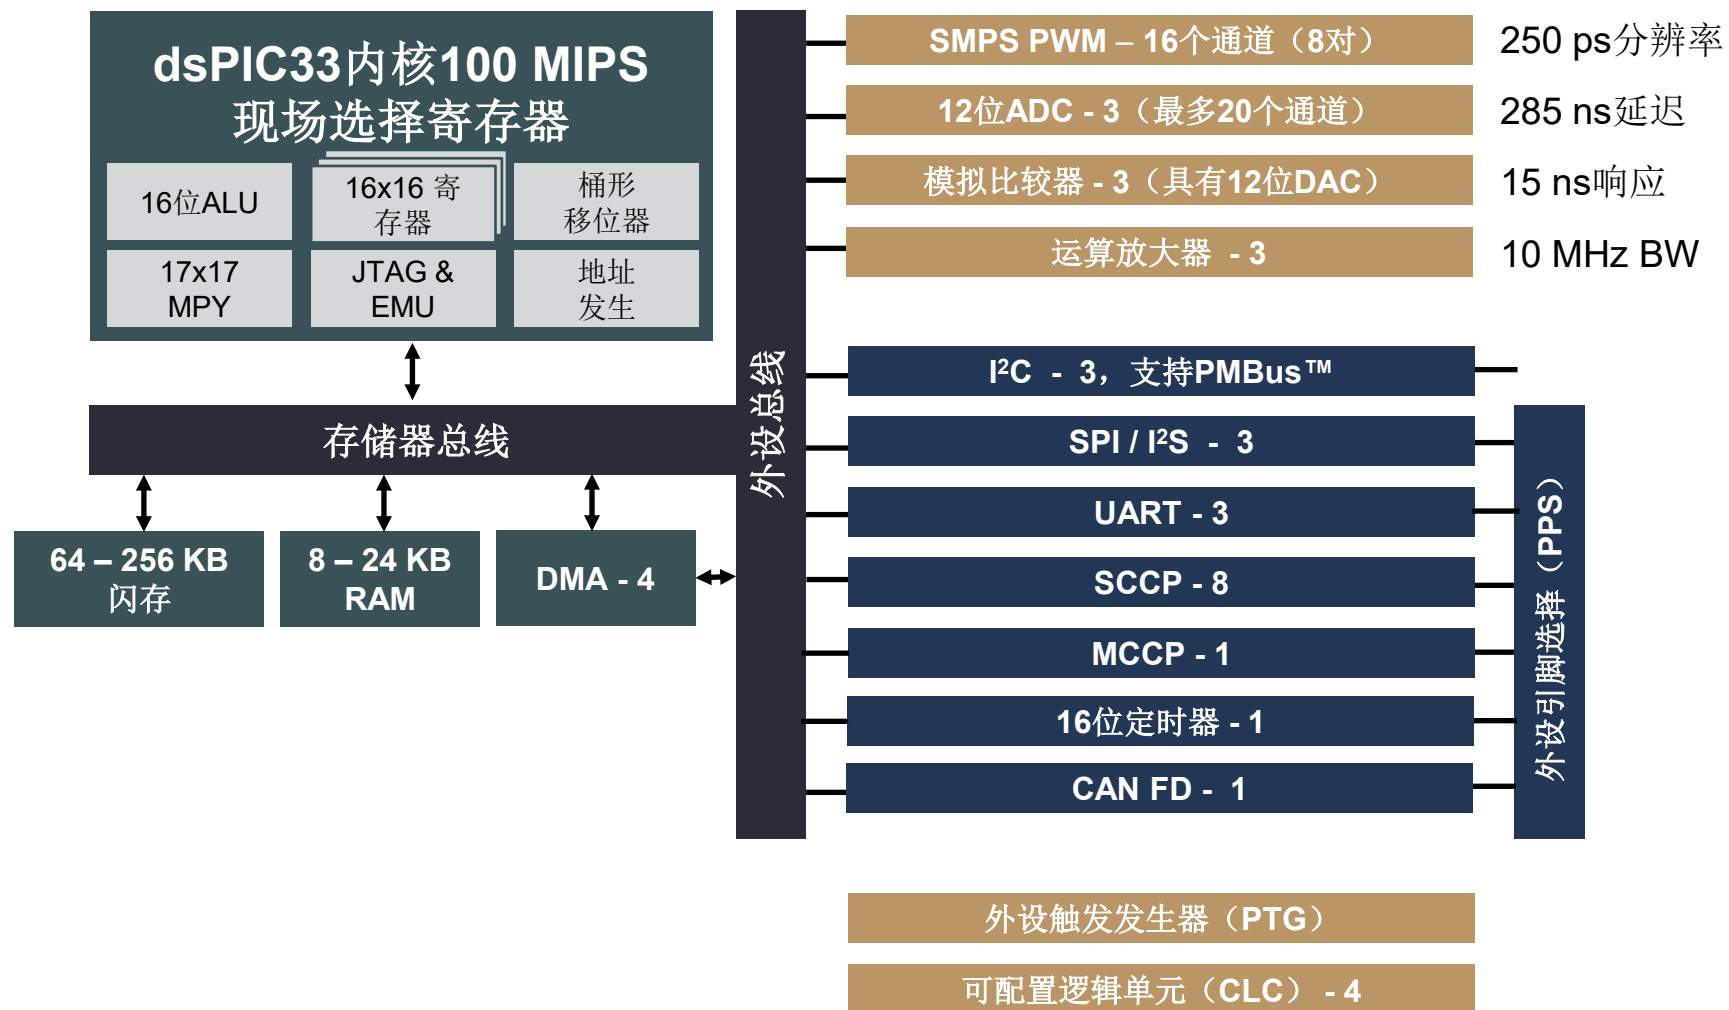 dsPIC33内核100 MIPS
现场选择寄存器
16位ALU
16x16 寄
存器
桶形
移位器
17x17
MPY
JTAG &
EMU
地址
发生
存储器总线
64 – 256 KB
闪存
8 – 24 KB
RAM
DMA - 4
外设总线
SMPS PWM – 16个通道（8对）
250 ps分辨率
12位ADC - 3（最多20个通道）
285 ns延迟
模拟比较器 - 3（具有12位DAC）
15 ns响应
运算放大器 - 3
10 MHz BW
I²C - 3，支持PMBus™
SPI / I²S - 3
UART - 3
SCCP - 8
MCCP - 1
16位定时器 - 1
CAN FD - 1
外设引脚选择（PPS）
外设触发发生器（PTG）
可配置逻辑单元（CLC） - 4